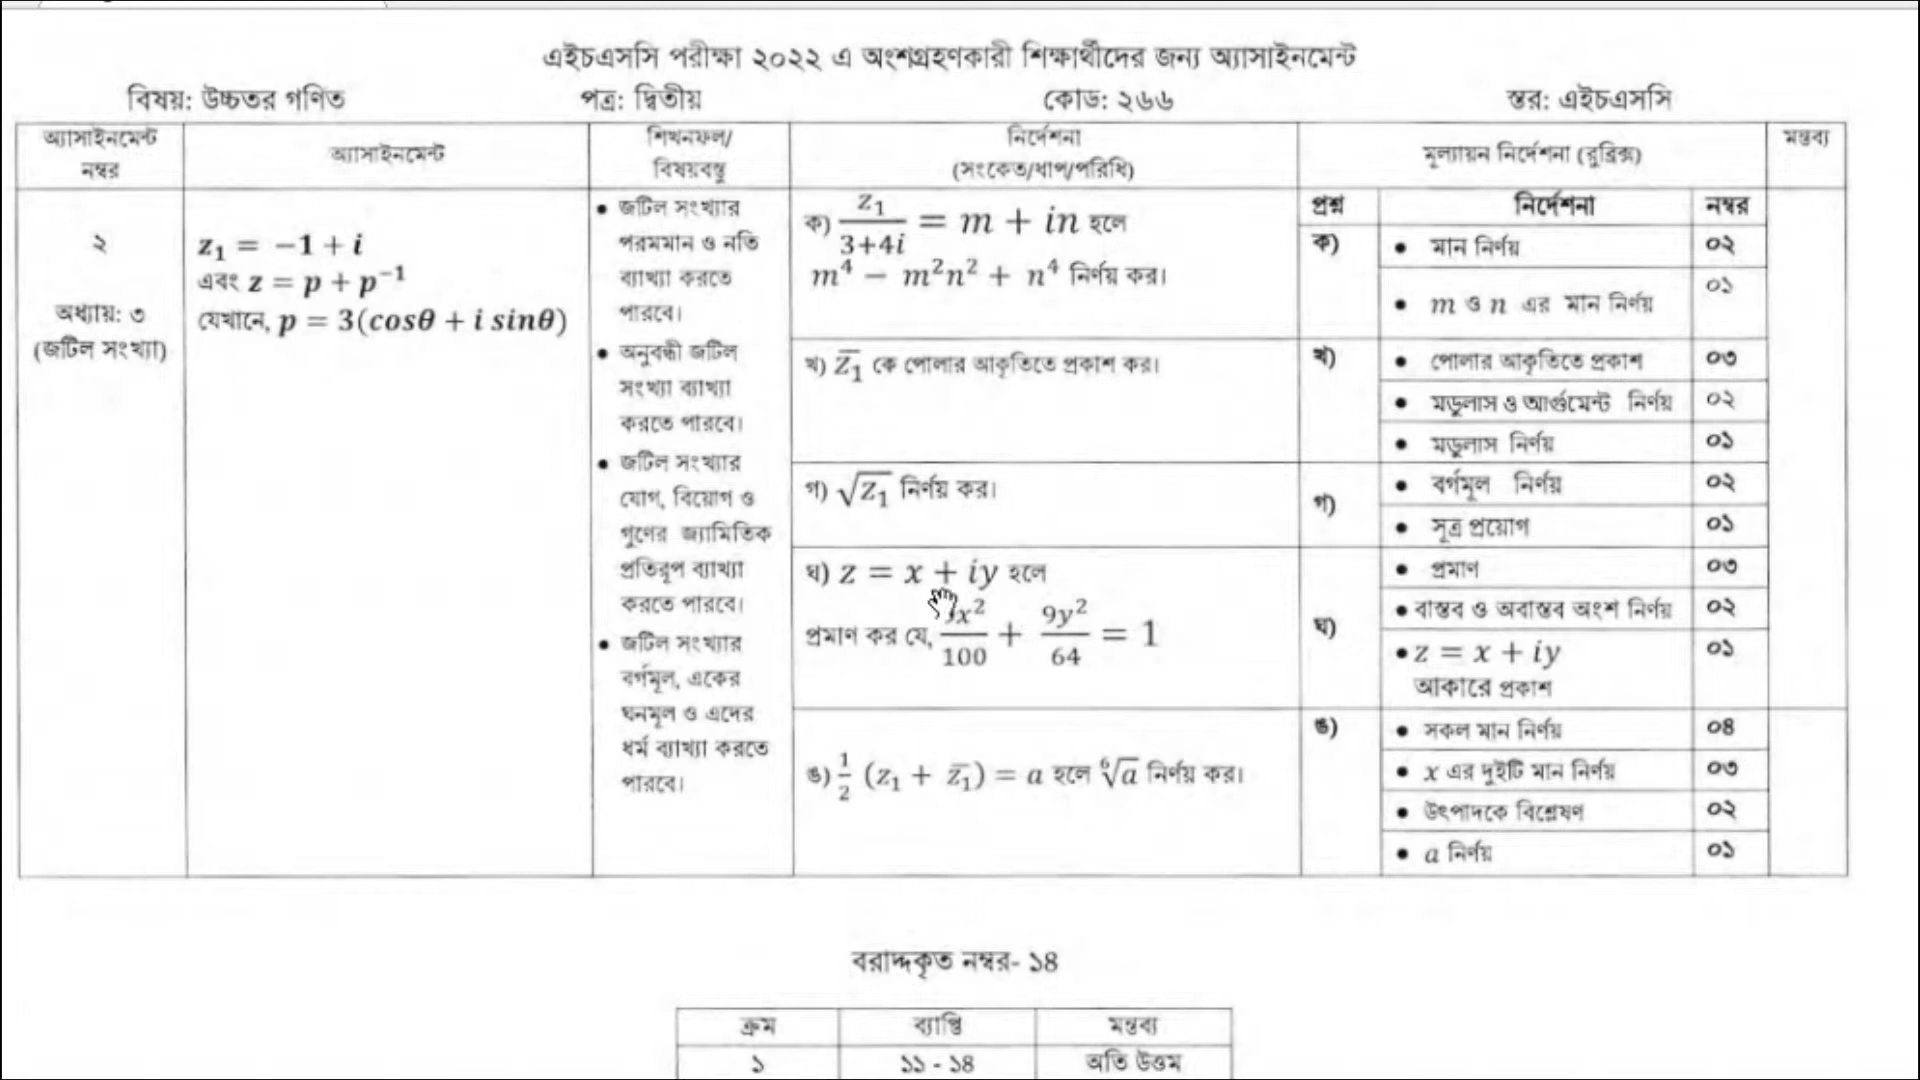 এইচএসসি পরীক্ষা ২০২২ এ অংশগ্রহণকারী শিক্ষার্থীদের জন্য অ্যাসাইনমেন্ট
বিষয়: উচ্চতর গণিত পত্র: দ্বিতীয় কোড: ২৬৬ স্তর: এইচএসসি
অ্যাসাইনমেন্ট নম্বর
অ্যাসাইনমেন্ট
শিখনফল/
বিষয়বস্তু
নির্দেশনা
(সংকেত/ধাপ/পরিধি)
মূল্যায়ন নির্দেশনা (রুব্রিক্স)
মন্তব্য
২
অধ্যায়: ৩
(জটিল সংখ্যা)
z₁ = −1 + i
এবং z = p + p⁻¹
যেখানে, p = 3(cosθ + i sinθ)
• জটিল সংখ্যার
পরমমান ও নতি
ব্যাখ্যা করতে
পারবে।
• অনুবন্ধী জটিল
সংখ্যা ব্যাখ্যা
করতে পারবে।
• জটিল সংখ্যার
যোগ, বিয়োগ ও
গুণের জ্যামিতিক
প্রতিরূপ ব্যাখ্যা
করতে পারবে।
• জটিল সংখ্যার
বর্গমূল, একের
ঘনমূল ও এদের
ধর্ম ব্যাখ্যা করতে
পারবে।
ক) z₁/(3+4i) = m + in হলে
m⁴ − m²n² + n⁴ নির্ণয় কর।
খ) z̅₁ কে পোলার আকৃতিতে প্রকাশ কর।
গ) √z₁ নির্ণয় কর।
ঘ) z = x + iy হলে
প্রমাণ কর যে, x²/100 + 9y²/64 = 1
ঙ) 1/2 (z₁ + z̅₁) = a হলে ⁶√a নির্ণয় কর।
প্রশ্ন নির্দেশনা নম্বর
ক) • মান নির্ণয় ০২
• m ও n এর মান নির্ণয় ০১
খ) • পোলার আকৃতিতে প্রকাশ ০৩
• মডুলাস ও আর্গুমেন্ট নির্ণয় ০২
• মডুলাস নির্ণয় ০১
গ) • বর্গমূল নির্ণয় ০২
• সূত্র প্রয়োগ ০১
ঘ) • প্রমাণ ০৩
• বাস্তব ও অবাস্তব অংশ নির্ণয় ০২
• z = x + iy ০১
আকারে প্রকাশ
ঙ) • সকল মান নির্ণয় ০৪
• x এর দুইটি মান নির্ণয় ০৩
• উৎপাদকে বিশ্লেষণ ০২
• a নির্ণয় ০১
বরাদ্দকৃত নম্বর- ১৪
ক্রম ব্যাপ্তি মন্তব্য
১ ১১ - ১৪ অতি উত্তম